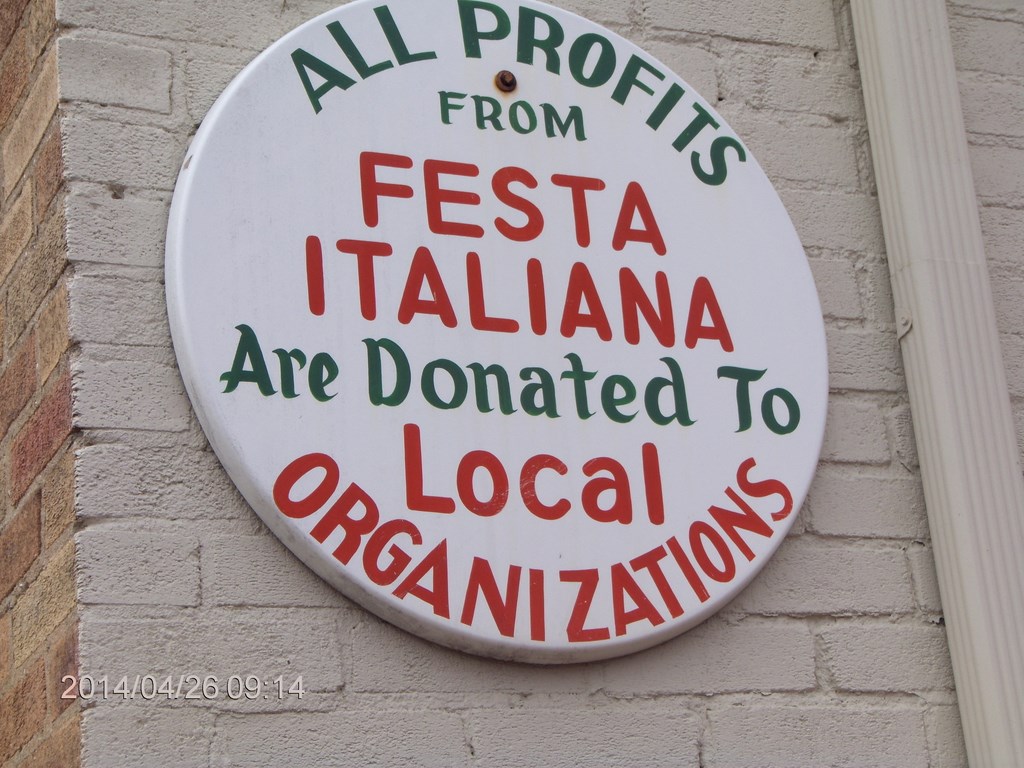 ALL PROFITS
FROM
FESTA
ITALIANA
Are Donated To
Local
ORGANIZATIONS
2014/04/26 09:14